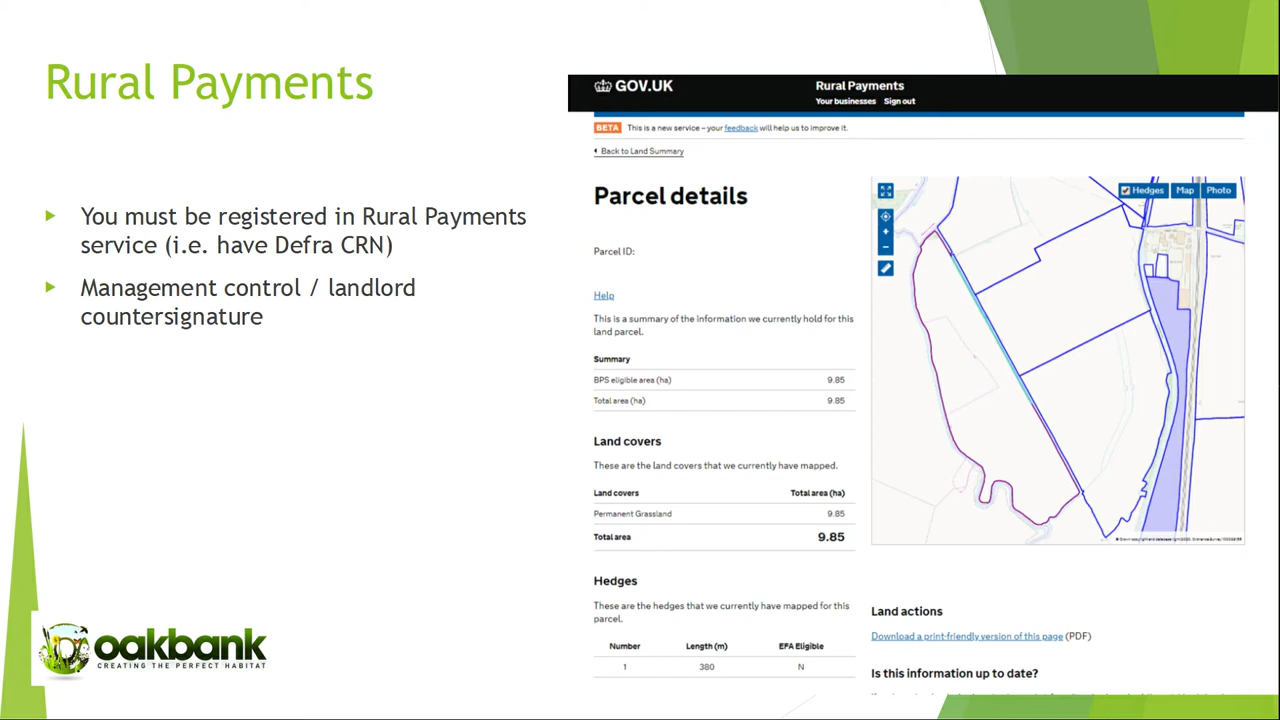 Rural Payments
You must be registered in Rural Payments
service (i.e. have Defra CRN)
Management control / landlord
countersignature
oakbank
CREATING THE PERFECT HABITAT
GOV.UK
Rural Payments
Your businesses Sign out
BETA This is a new service – your feedback will help us to improve it.
Back to Land Summary
Parcel details
Parcel ID:
Help
This is a summary of the information we currently hold for this
land parcel.
Summary
BPS eligible area (ha) 9.85
Total area (ha) 9.85
Land covers
These are the land covers that we currently have mapped.
Land covers Total area (ha)
Permanent Grassland 9.85
Total area 9.85
Hedges
These are the hedges that we currently have mapped for this
parcel.
Number Length (m) EFA Eligible
1 380 N
Hedges Map Photo
Land actions
Download a print-friendly version of this page (PDF)
Is this information up to date?